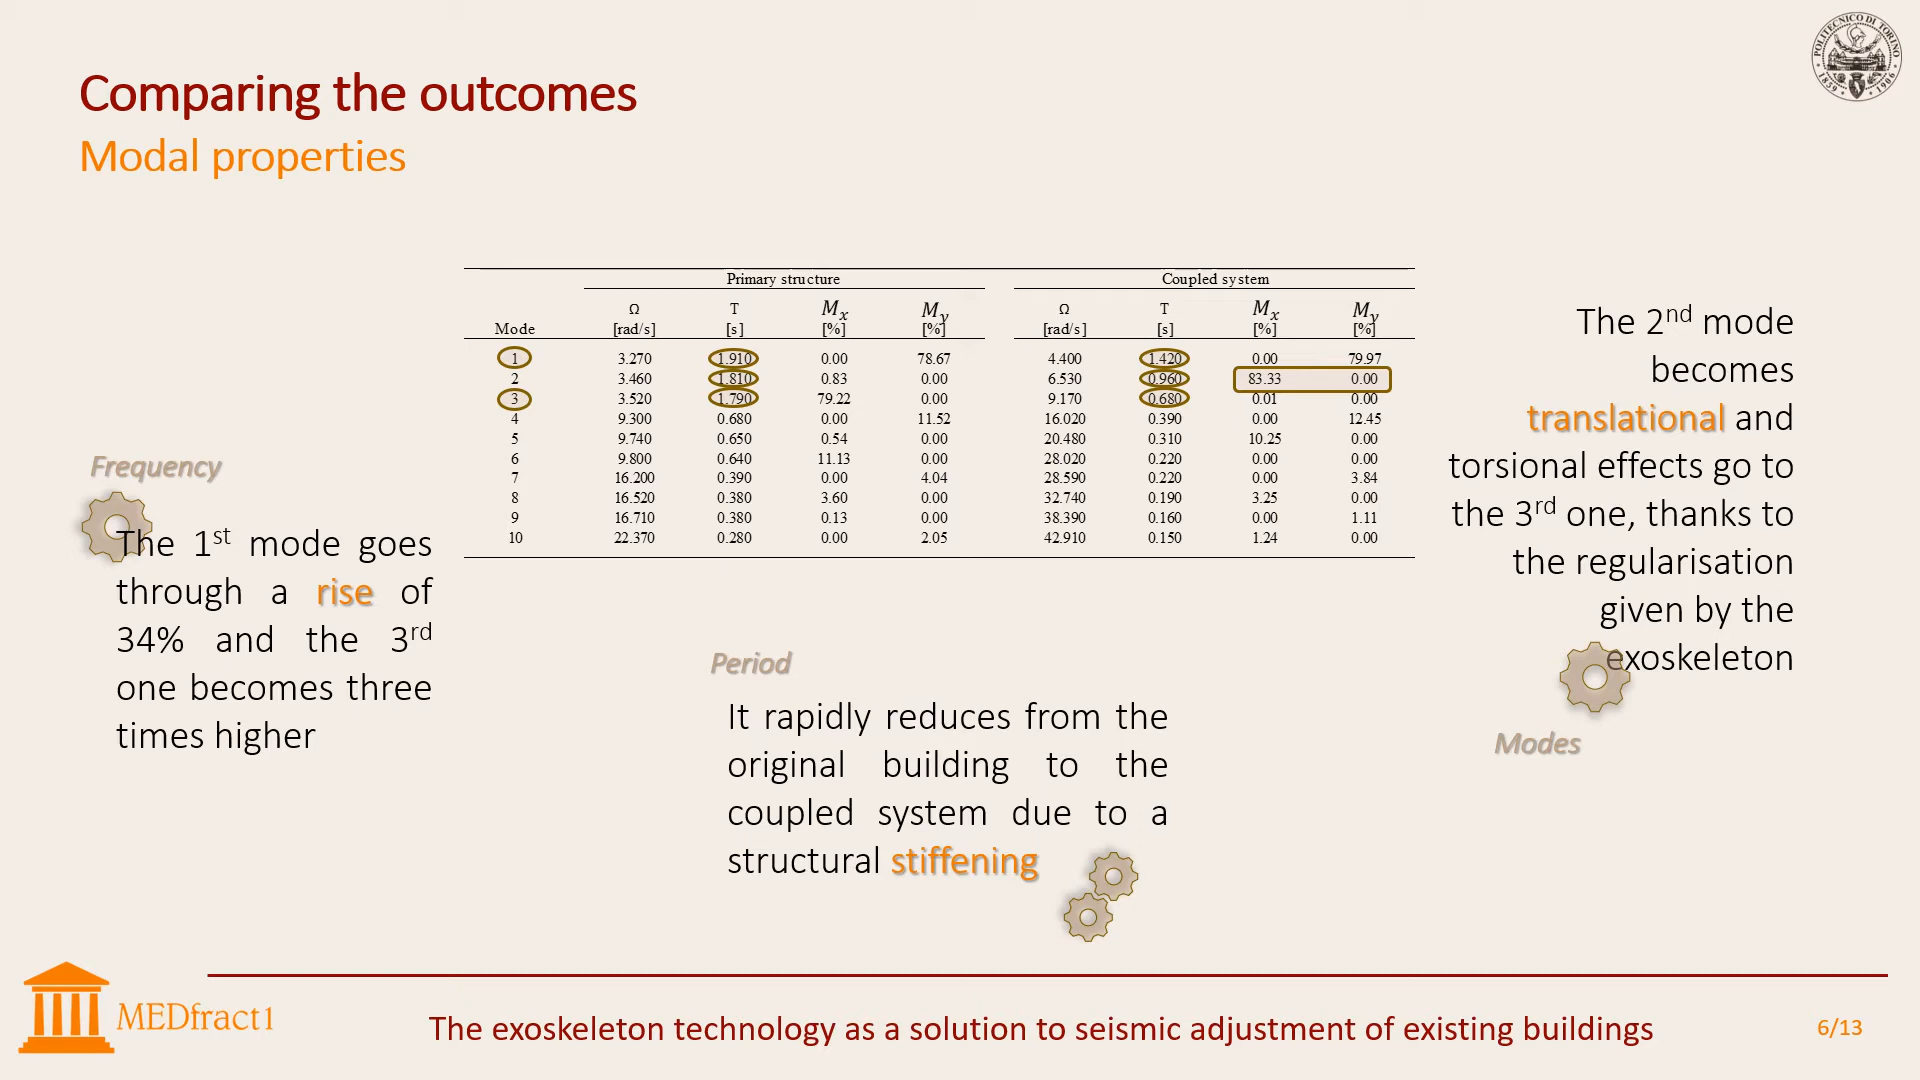 POLITECNICO DI TORINO
1859 1906
Comparing the outcomes
Modal properties
Primary structure Coupled system
Ω T Mx My Ω T Mx My
Mode [rad/s] [s] [%] [%] [rad/s] [s] [%] [%]
1 3.270 1.910 0.00 78.67 4.400 1.420 0.00 79.97
2 3.460 1.810 0.83 0.00 6.530 0.960 83.33 0.00
3 3.520 1.790 79.22 0.00 9.170 0.680 0.01 0.00
4 9.300 0.680 0.00 11.52 16.020 0.390 0.00 12.45
5 9.740 0.650 0.54 0.00 20.480 0.310 10.25 0.00
6 9.800 0.640 11.13 0.00 28.020 0.220 0.00 0.00
7 16.200 0.390 0.00 4.04 28.590 0.220 0.00 3.84
8 16.520 0.380 3.60 0.00 32.740 0.190 3.25 0.00
9 16.710 0.380 0.13 0.00 38.390 0.160 0.00 1.11
10 22.370 0.280 0.00 2.05 42.910 0.150 1.24 0.00
Frequency
The 1st mode goes
through a rise of
34% and the 3rd
one becomes three
times higher
Period
It rapidly reduces from the
original building to the
coupled system due to a
structural stiffening
The 2nd mode
becomes
translational and
torsional effects go to
the 3rd one, thanks to
the regularisation
given by the
exoskeleton
Modes
MEDfract1
The exoskeleton technology as a solution to seismic adjustment of existing buildings
6/13